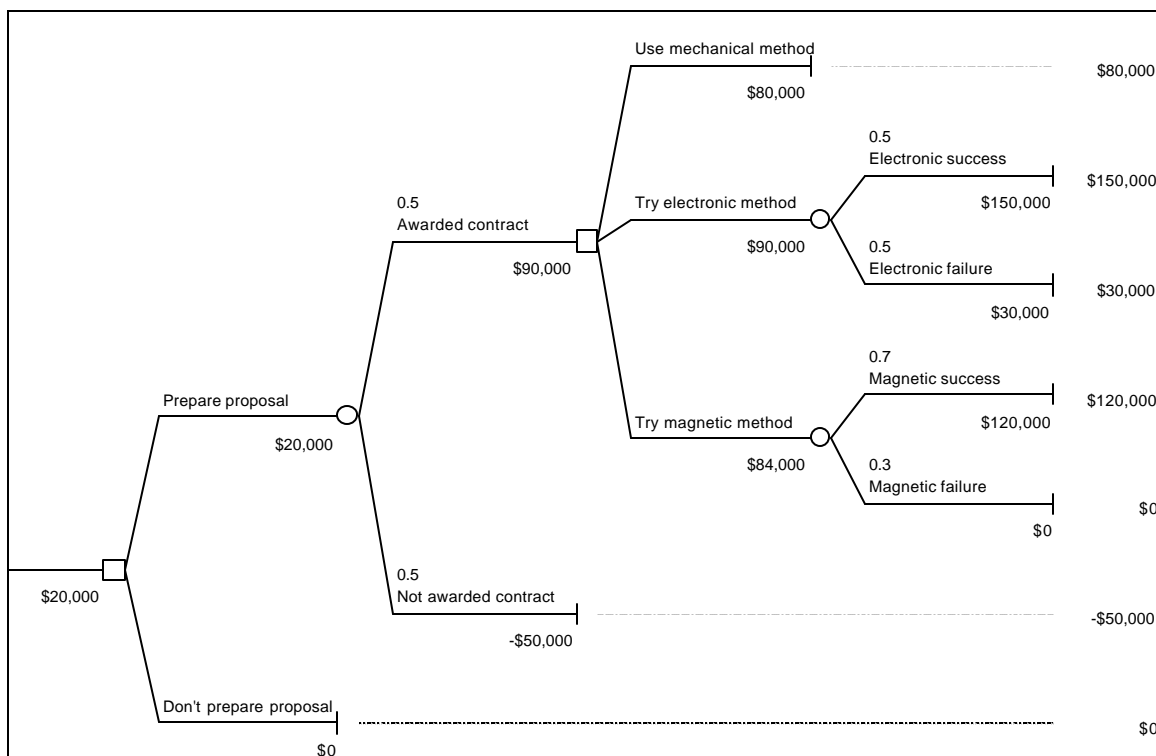 Use mechanical method
$80,000
$80,000
0.5
Electronic success
$150,000
$150,000
Try electronic method
$90,000
0.5
Electronic failure
$30,000
$30,000
0.5
Awarded contract
$90,000
0.7
Magnetic success
$120,000
$120,000
Try magnetic method
$84,000
0.3
Magnetic failure
$0
$0
Prepare proposal
$20,000
$20,000
0.5
Not awarded contract
-$50,000
-$50,000
Don't prepare proposal
$0
$0